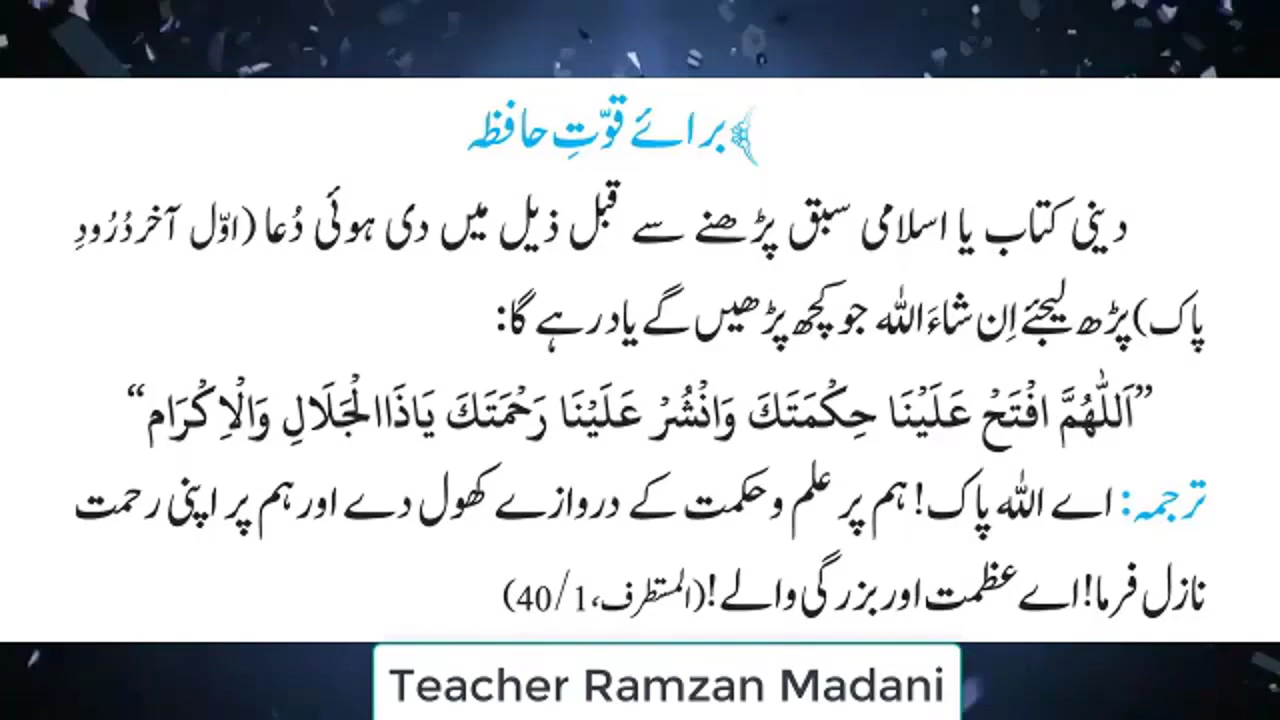 برائے قوّتِ حافظہ
دینی کتاب یا اسلامی سبق پڑھنے سے قبل ذیل میں دی ہوئی دُعا (اوّل آخر دُرُودِ
پاک) پڑھ لیجئے اِن شاءَ اللہ جو کچھ پڑھیں گے یاد رہے گا:
”اَللّٰهُمَّ افْتَحْ عَلَيْنَا حِكْمَتَكَ وَانْشُرْ عَلَيْنَا رَحْمَتَكَ يَاذَاالْجَلَالِ وَالْاِكْرَام“
ترجمہ: اے اللہ پاک! ہم پر علم و حکمت کے دروازے کھول دے اور ہم پر اپنی رحمت
نازل فرما! اے عظمت اور بزرگی والے! (المستطرف، 1/40)
Teacher Ramzan Madani